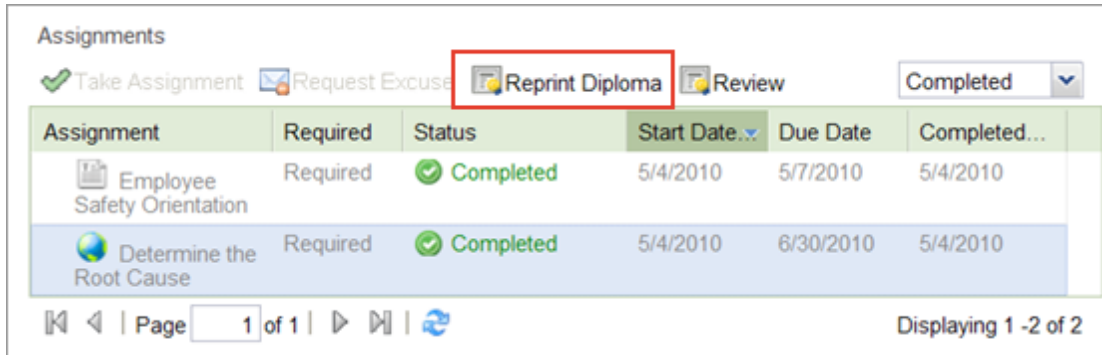 Assignments
Take Assignment Request Excuse Reprint Diploma Review Completed
Assignment Required Status Start Date... Due Date Completed...
Employee Required Completed 5/4/2010 5/7/2010 5/4/2010
Safety Orientation
Determine the Required Completed 5/4/2010 6/30/2010 5/4/2010
Root Cause
Page 1 of 1 Displaying 1 -2 of 2